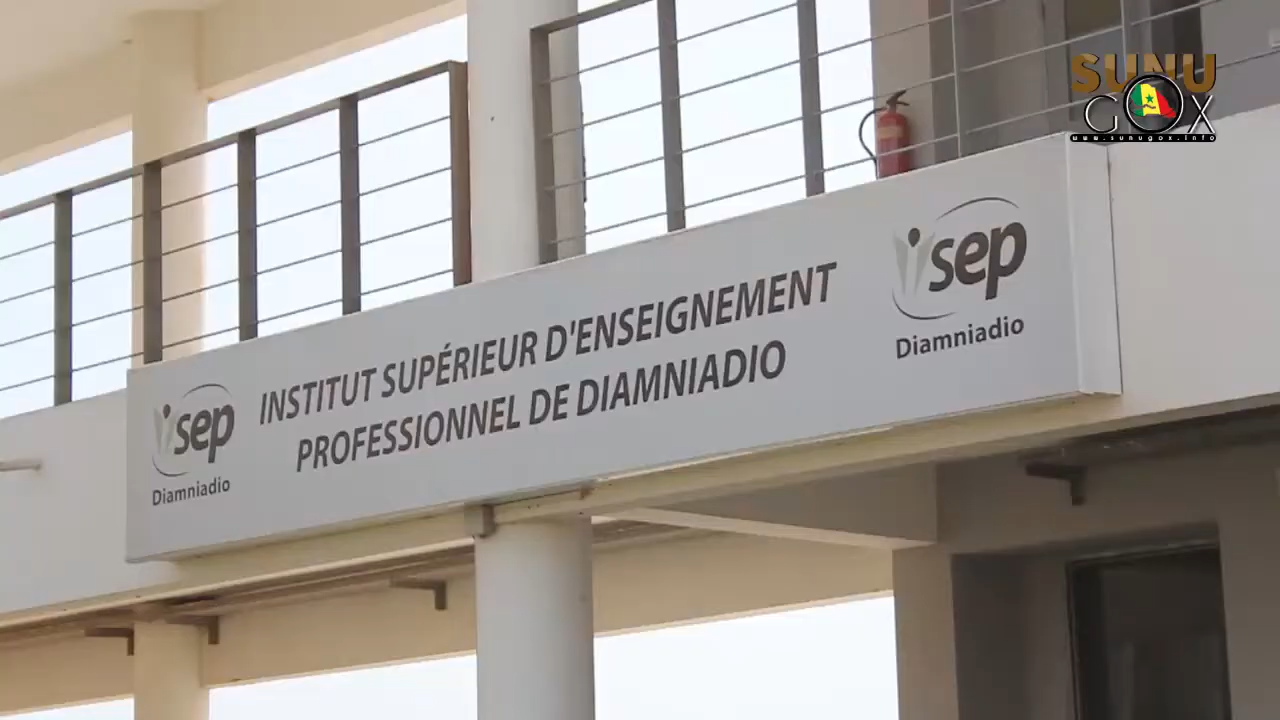 SUNU
GOX
www.sunugox.info
isep
Diamniadio
INSTITUT SUPÉRIEUR D'ENSEIGNEMENT
PROFESSIONNEL DE DIAMNIADIO
isep
Diamniadio